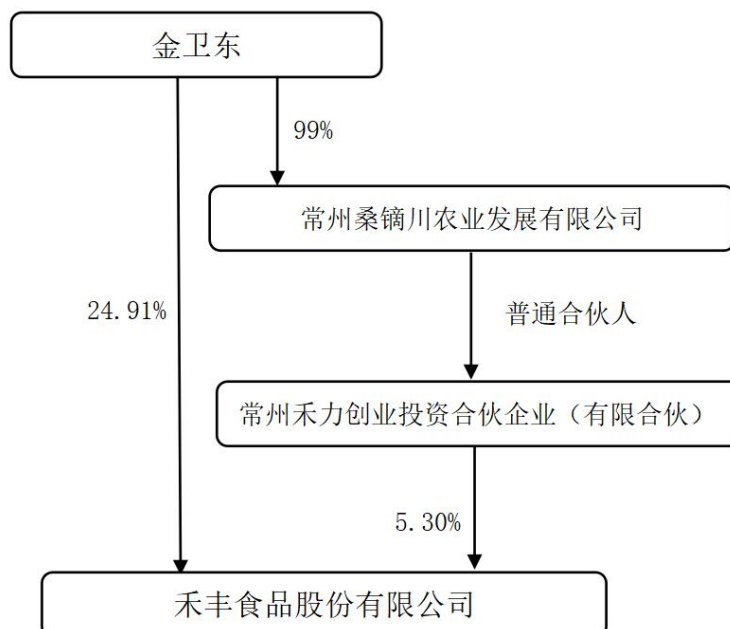 金卫东
99%
常州桑镝川农业发展有限公司
24.91%
普通合伙人
常州禾力创业投资合伙企业（有限合伙）
5.30%
禾丰食品股份有限公司